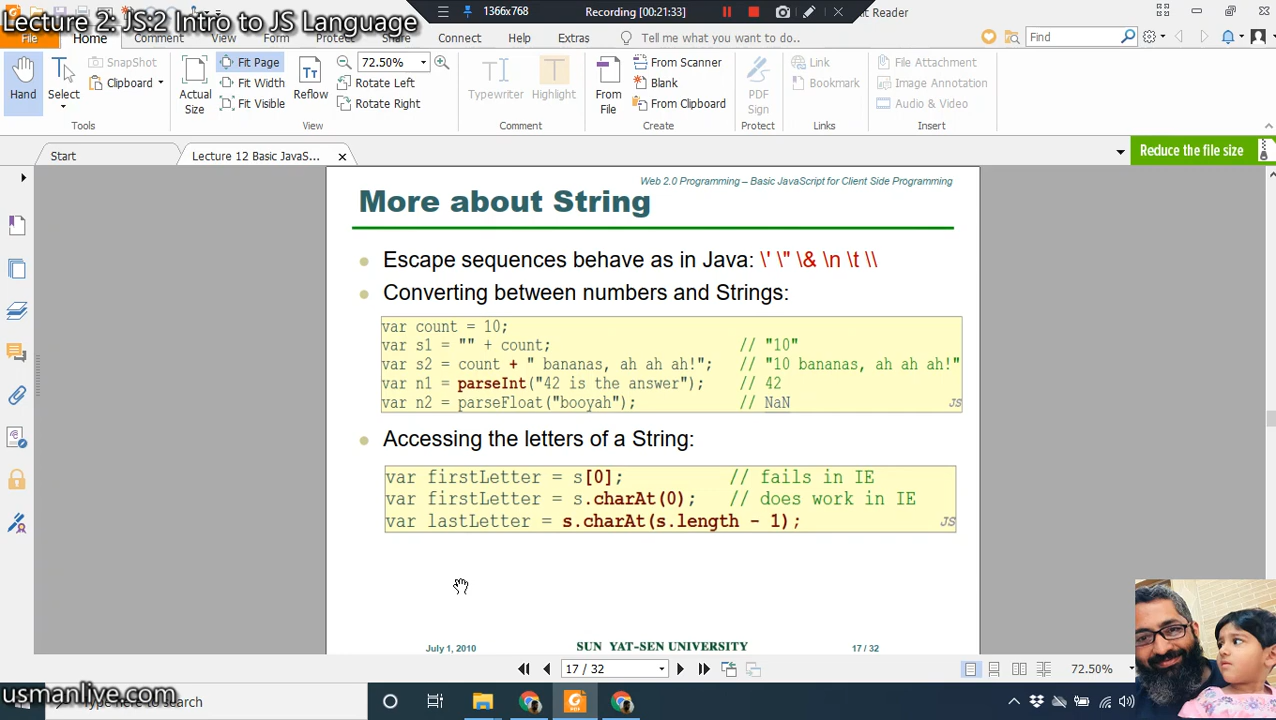 Lecture 2: JS:2 Intro to JS Language
1366x768
Recording [00:21:33]
it Reader
File
Home
Comment
View
Form
Protect
Share
Connect
Help
Extras
Tell me what you want to do...
Find
Hand
Select
SnapShot
Clipboard
Tools
Actual Size
Fit Page
Fit Width
Fit Visible
Reflow
72.50%
Rotate Left
Rotate Right
View
Typewriter
Highlight
Comment
From File
From Scanner
Blank
From Clipboard
Create
PDF Sign
Protect
Link
Bookmark
Links
File Attachment
Image Annotation
Audio & Video
Insert
Start
Lecture 12 Basic JavaS...
Reduce the file size
Web 2.0 Programming – Basic JavaScript for Client Side Programming
More about String
Escape sequences behave as in Java: \' \" \& \n \t \\
Converting between numbers and Strings:
var count = 10;
var s1 = "" + count; // "10"
var s2 = count + " bananas, ah ah ah!"; // "10 bananas, ah ah ah!"
var n1 = parseInt("42 is the answer"); // 42
var n2 = parseFloat("booyah"); // NaN
JS
Accessing the letters of a String:
var firstLetter = s[0]; // fails in IE
var firstLetter = s.charAt(0); // does work in IE
var lastLetter = s.charAt(s.length - 1);
JS
July 1, 2010
SUN YAT-SEN UNIVERSITY
17 / 32
17 / 32
72.50%
usmanlive.com
Type here to search